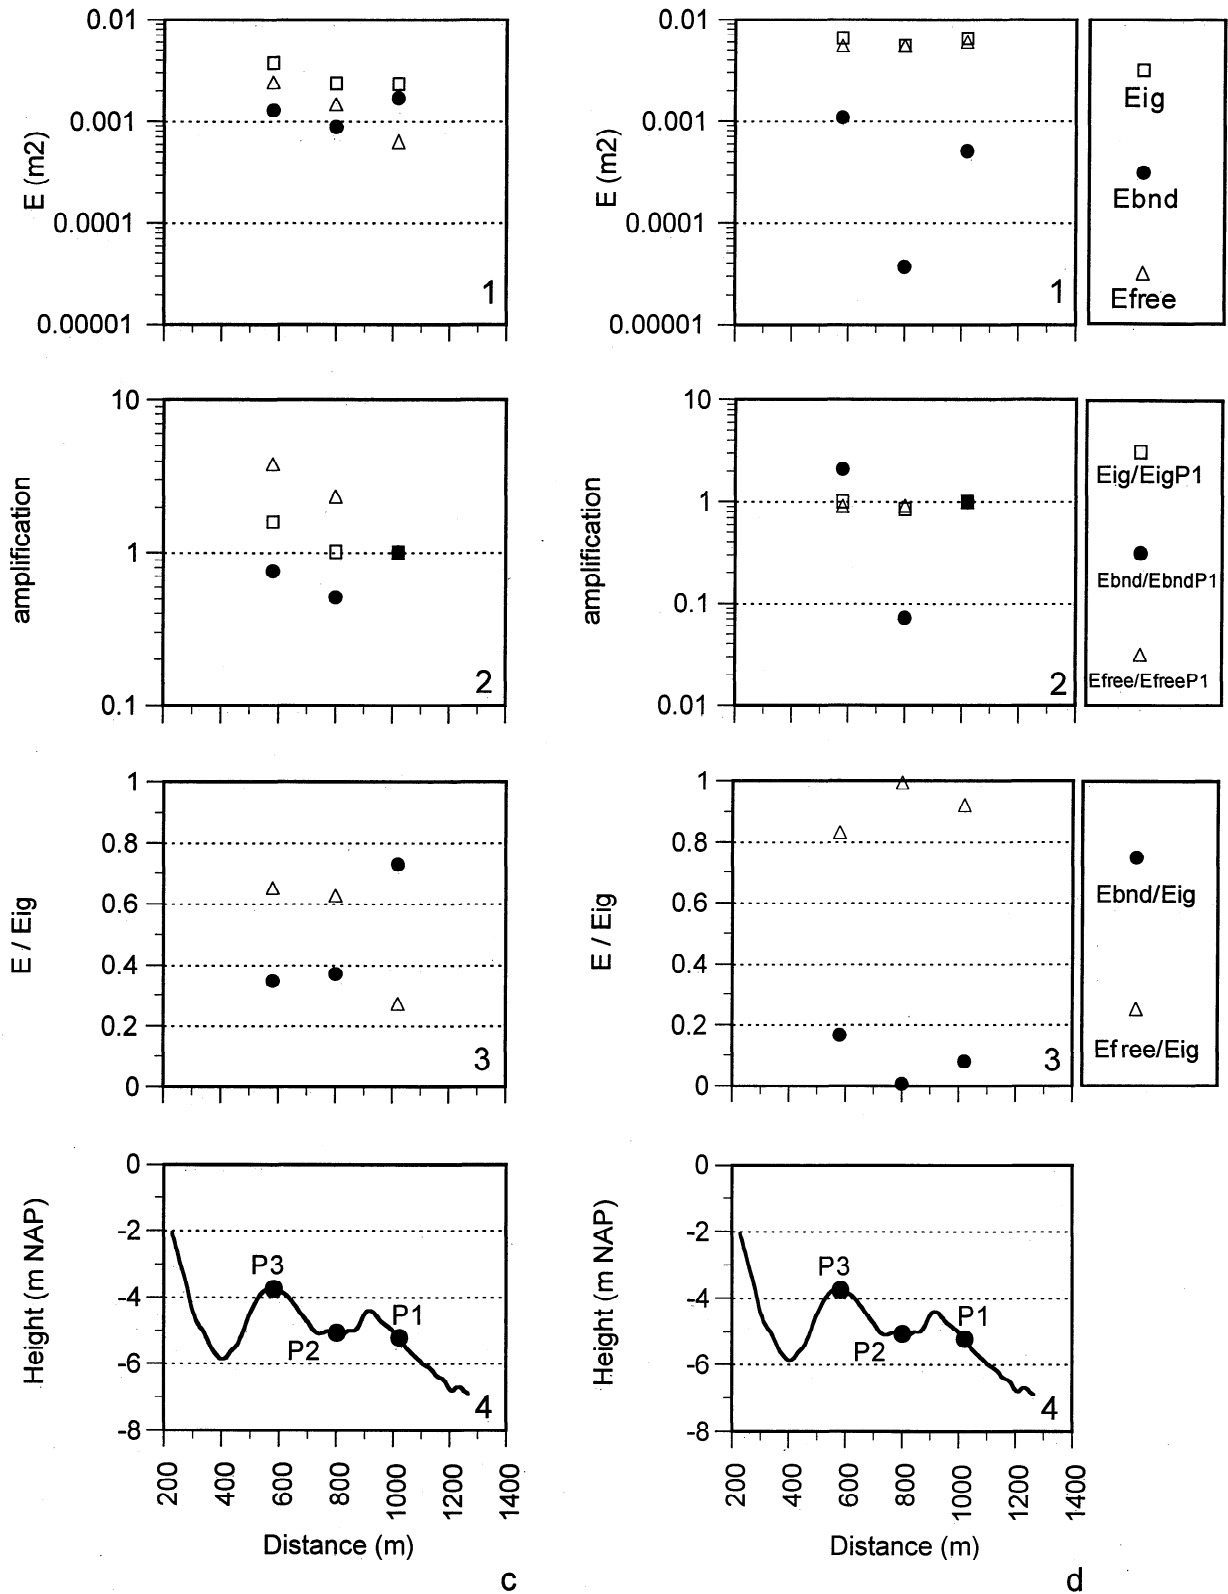 0.01
0.001
0.0001
0.00001
E (m2)
1
0.01
0.001
0.0001
0.00001
E (m2)
1
Eig
Ebnd
Efree
10
1
0.1
amplification
2
10
1
0.1
0.01
amplification
2
Eig/EigP1
Ebnd/EbndP1
Efree/EfreeP1
1
0.8
0.6
0.4
0.2
0
E / Eig
3
1
0.8
0.6
0.4
0.2
0
E / Eig
3
Ebnd/Eig
Efree/Eig
0
-2
-4
-6
-8
Height (m NAP)
P3
P2
P1
4
200 400 600 800 1000 1200 1400
Distance (m)
c
0
-2
-4
-6
-8
Height (m NAP)
P3
P2
P1
4
200 400 600 800 1000 1200 1400
Distance (m)
d